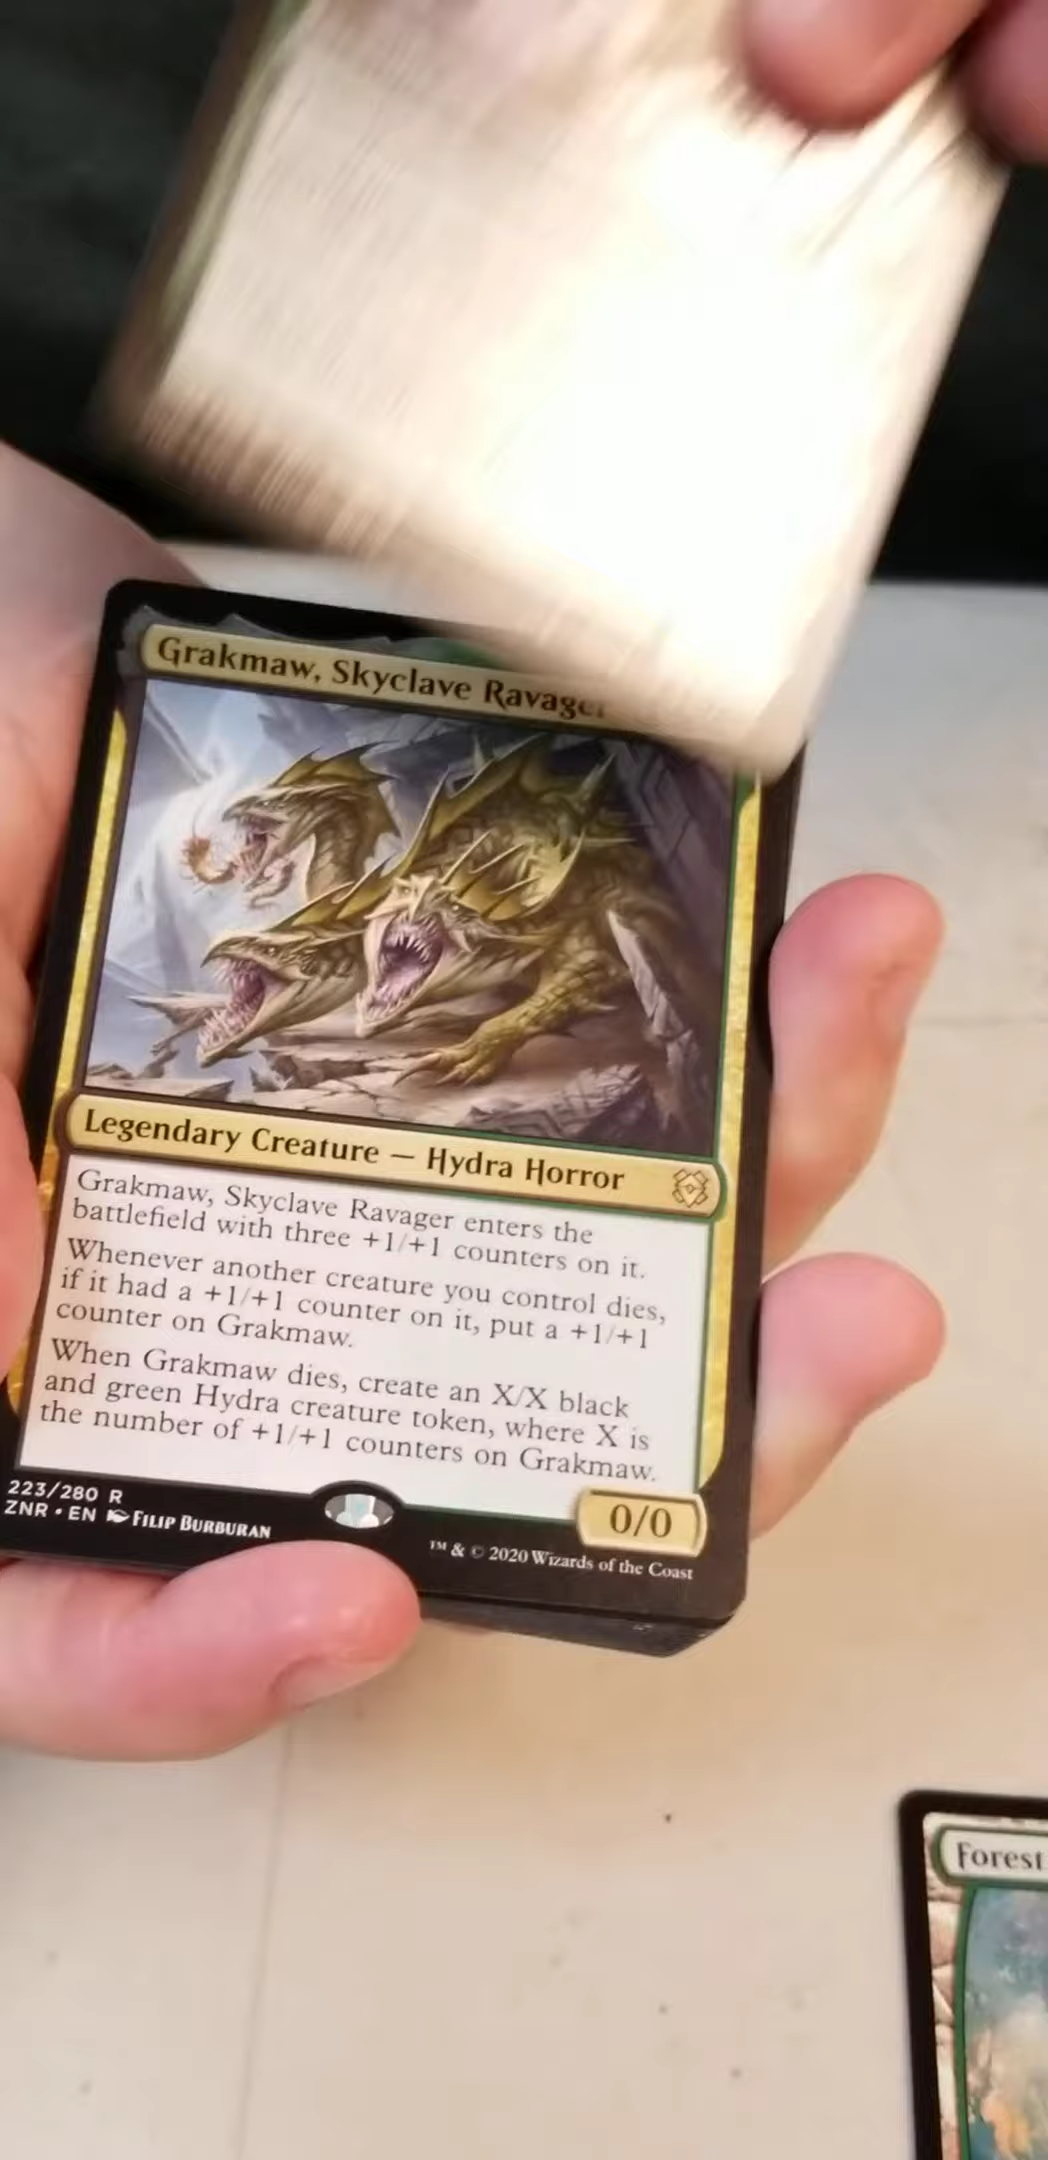 Grakmaw, Skyclave Ravager
Legendary Creature — Hydra Horror
Grakmaw, Skyclave Ravager enters the
battlefield with three +1/+1 counters on it.
Whenever another creature you control dies,
if it had a +1/+1 counter on it, put a +1/+1
counter on Grakmaw.
When Grakmaw dies, create an X/X black
and green Hydra creature token, where X is
the number of +1/+1 counters on Grakmaw.
0/0
223/280 R
ZNR • EN FILIP BURBURAN
™ & © 2020 Wizards of the Coast
Forest